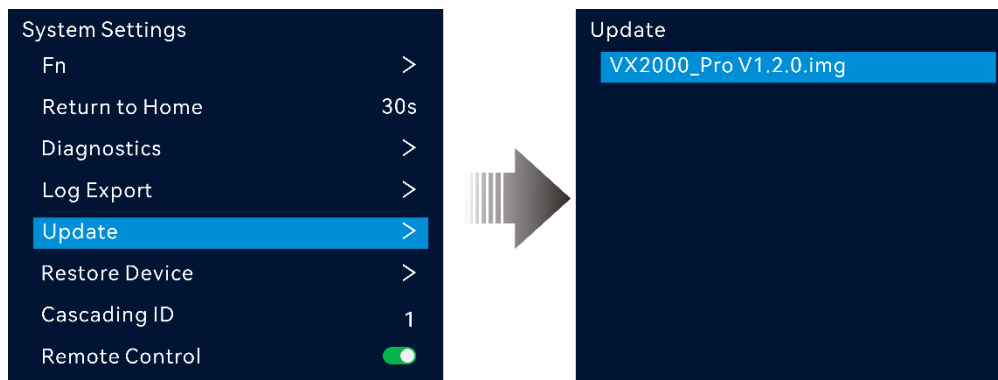 System Settings
Fn >
Return to Home 30s
Diagnostics >
Log Export >
Update >
Restore Device >
Cascading ID 1
Remote Control
Update
VX2000_Pro V1.2.0.img